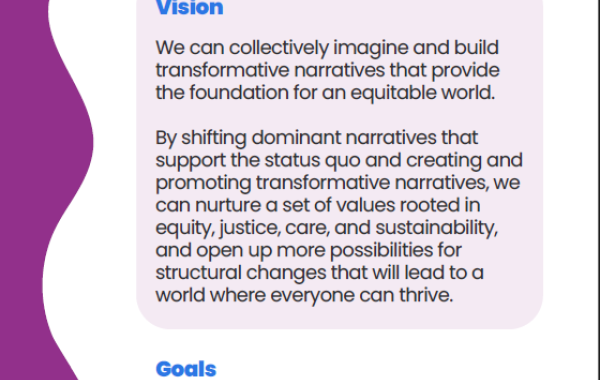 Vision
We can collectively imagine and build
transformative narratives that provide
the foundation for an equitable world.
By shifting dominant narratives that
support the status quo and creating and
promoting transformative narratives, we
can nurture a set of values rooted in
equity, justice, care, and sustainability,
and open up more possibilities for
structural changes that will lead to a
world where everyone can thrive.
Goals